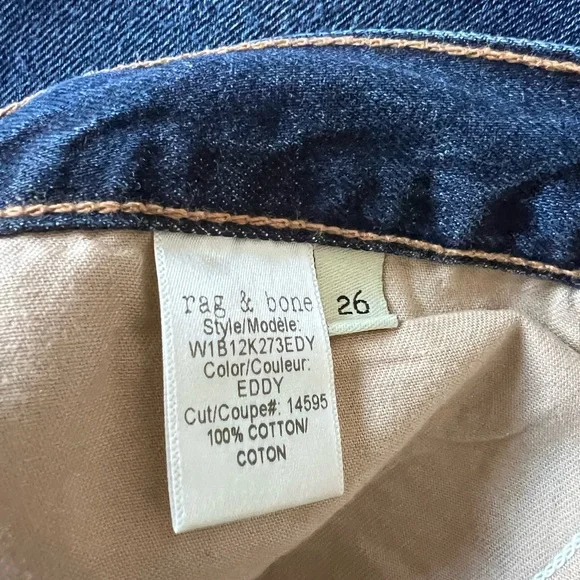 rag & bone
Style/Modèle:
W1B12K273EDY
Color/Couleur:
EDDY
Cut/Coupe#: 14595
100% COTTON/
COTON
26